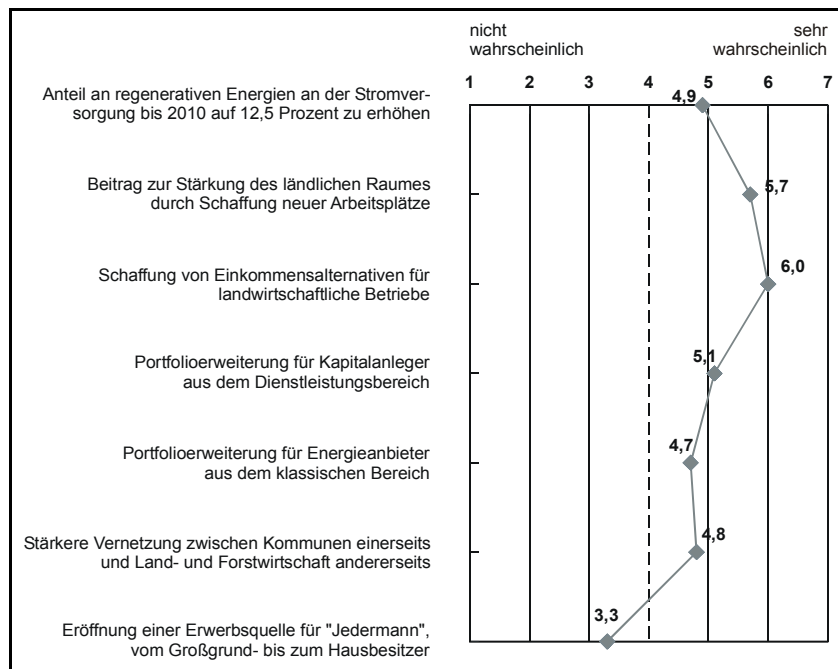 nicht
wahrscheinlich
sehr
wahrscheinlich
1 2 3 4 5 6 7
Anteil an regenerativen Energien an der Stromver-
sorgung bis 2010 auf 12,5 Prozent zu erhöhen
4,9
Beitrag zur Stärkung des ländlichen Raumes
durch Schaffung neuer Arbeitsplätze
5,7
Schaffung von Einkommensalternativen für
landwirtschaftliche Betriebe
6,0
Portfolioerweiterung für Kapitalanleger
aus dem Dienstleistungsbereich
5,1
Portfolioerweiterung für Energieanbieter
aus dem klassischen Bereich
4,7
Stärkere Vernetzung zwischen Kommunen einerseits
und Land- und Forstwirtschaft andererseits
4,8
Eröffnung einer Erwerbsquelle für "Jedermann",
vom Großgrund- bis zum Hausbesitzer
3,3